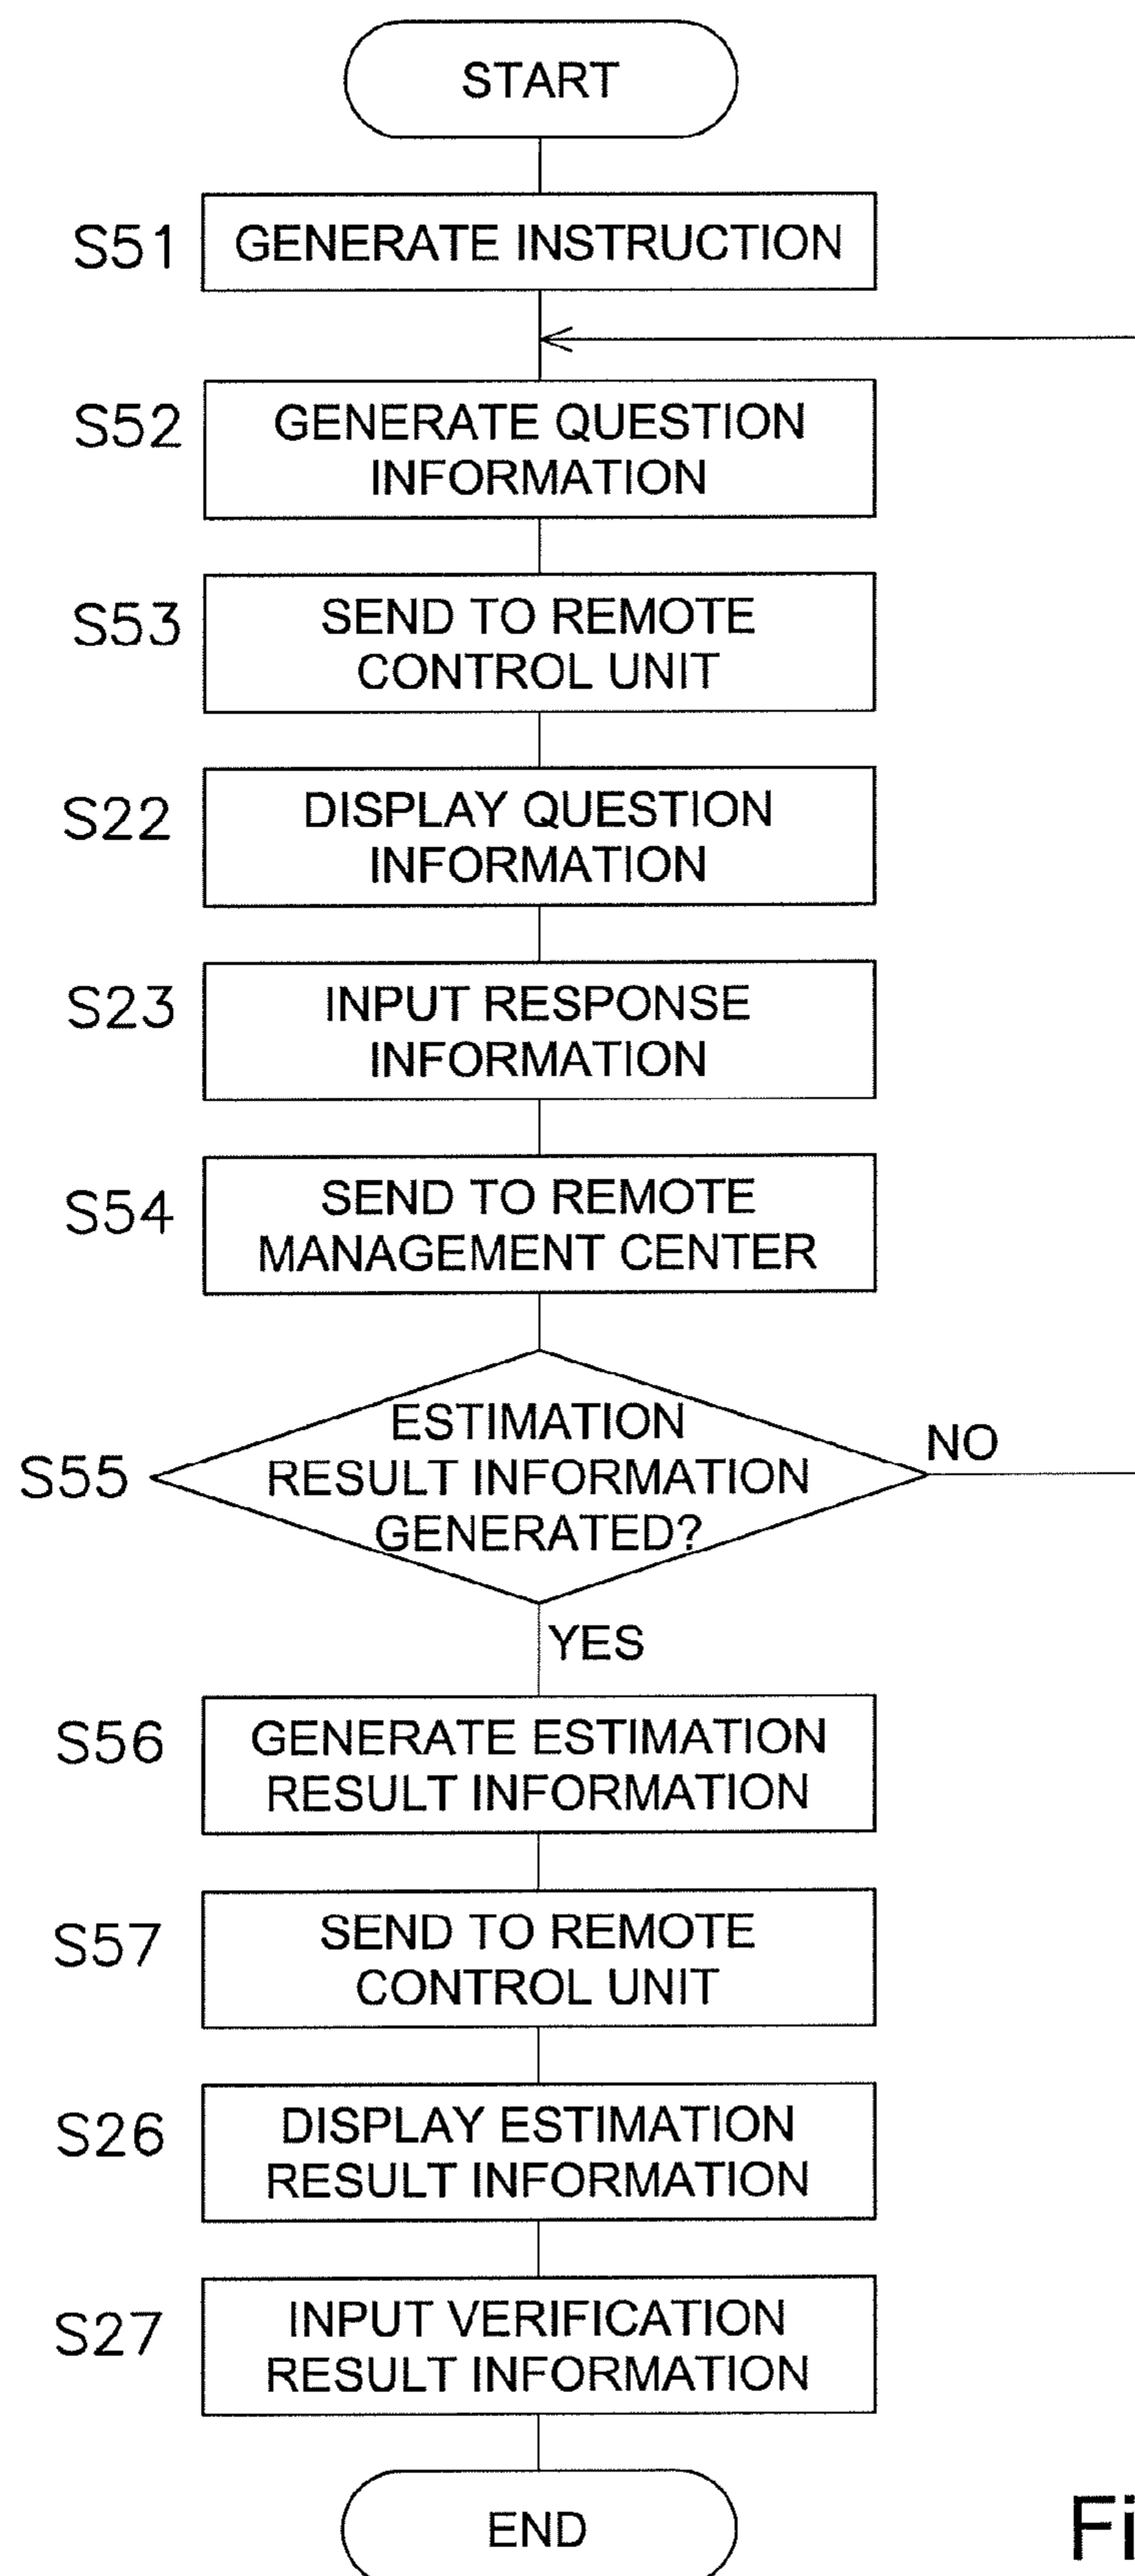 START
S51 GENERATE INSTRUCTION
S52 GENERATE QUESTION
INFORMATION
S53 SEND TO REMOTE
CONTROL UNIT
S22 DISPLAY QUESTION
INFORMATION
S23 INPUT RESPONSE
INFORMATION
S54 SEND TO REMOTE
MANAGEMENT CENTER
ESTIMATION
NO
S55 RESULT INFORMATION
GENERATED?
YES
S56 GENERATE ESTIMATION
RESULT INFORMATION
S57 SEND TO REMOTE
CONTROL UNIT
S26 DISPLAY ESTIMATION
RESULT INFORMATION
S27 INPUT VERIFICATION
RESULT INFORMATION
END